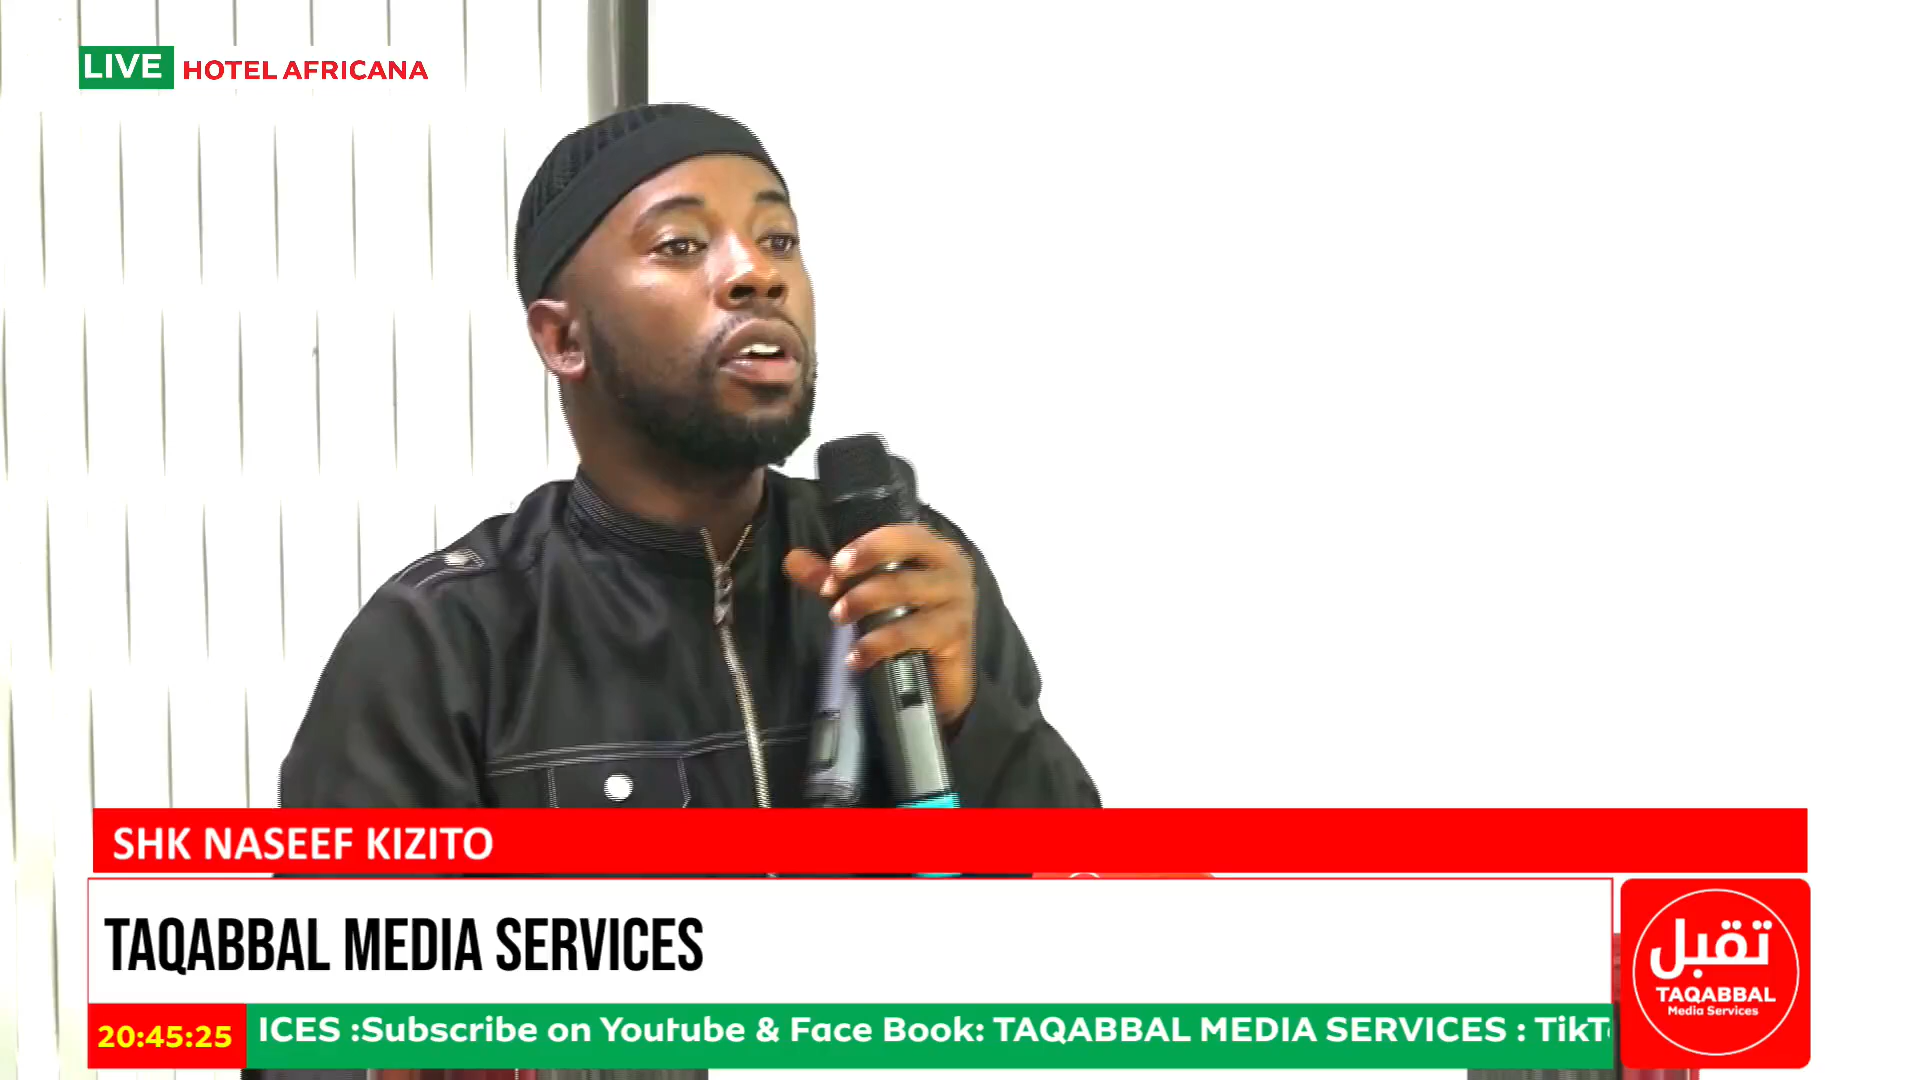 LIVE HOTEL AFRICANA
SHK NASEEF KIZITO
TAQABBAL MEDIA SERVICES
تقبل
TAQABBAL
Media Services
20:45:25 ICES :Subscribe on Youtube & Face Book: TAQABBAL MEDIA SERVICES : TikT